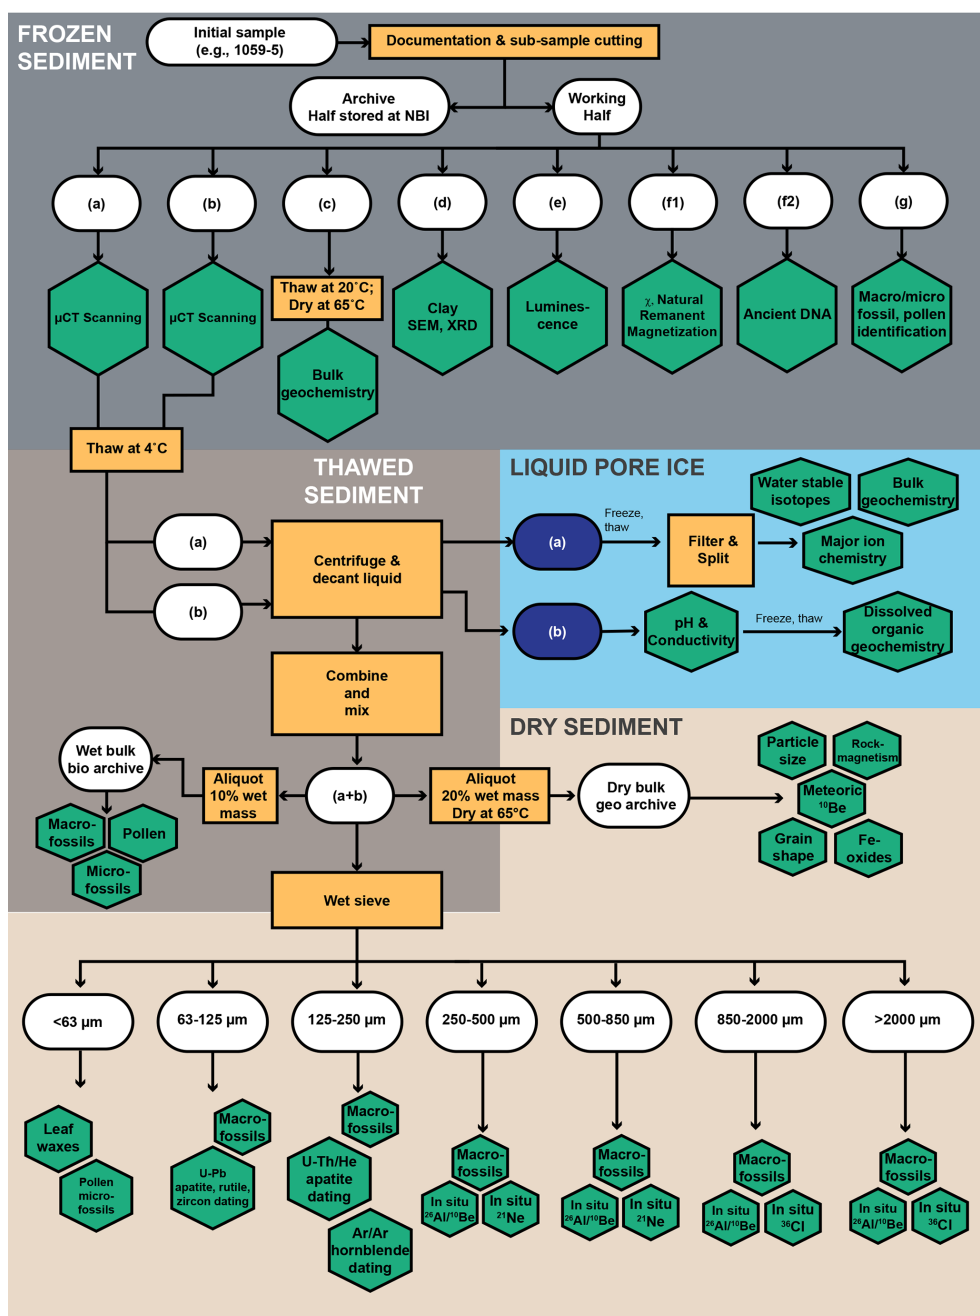 FROZEN
SEDIMENT
Initial sample
(e.g., 1059-5)
Documentation & sub-sample cutting
Archive
Half stored at NBI
Working
Half
(a)
(b)
(c)
(d)
(e)
(f1)
(f2)
(g)
µCT Scanning
µCT Scanning
Thaw at 20˚C;
Dry at 65˚C
Bulk
geochemistry
Clay
SEM, XRD
Lumines-
cence
χ, Natural
Remanent
Magnetization
Ancient DNA
Macro/micro
fossil, pollen
identification
Thaw at 4˚C
THAWED
SEDIMENT
(a)
(b)
Centrifuge &
decant liquid
Combine
and
mix
LIQUID PORE ICE
(a)
Freeze,
thaw
Filter &
Split
Water stable
isotopes
Bulk
geochemistry
Major ion
chemistry
(b)
pH &
Conductivity
Freeze, thaw
Dissolved
organic
geochemistry
Wet bulk
bio archive
Aliquot
10% wet
mass
(a+b)
Aliquot
20% wet mass
Dry at 65°C
Macro-
fossils
Pollen
Micro-
fossils
DRY SEDIMENT
Dry bulk
geo archive
Particle
size
Rock-
magnetism
Meteoric
¹⁰Be
Grain
shape
Fe-
oxides
Wet sieve
<63 µm
63-125 µm
125-250 µm
250-500 µm
500-850 µm
850-2000 µm
>2000 µm
Leaf
waxes
Pollen
micro-
fossils
Macro-
fossils
U-Pb
apatite, rutile,
zircon dating
Macro-
fossils
U-Th/He
apatite
dating
Ar/Ar
hornblende
dating
Macro-
fossils
In situ
²⁶Al/¹⁰Be
In situ
²¹Ne
Macro-
fossils
In situ
²⁶Al/¹⁰Be
In situ
²¹Ne
Macro-
fossils
In situ
²⁶Al/¹⁰Be
In situ
³⁶Cl
Macro-
fossils
In situ
²⁶Al/¹⁰Be
In situ
³⁶Cl